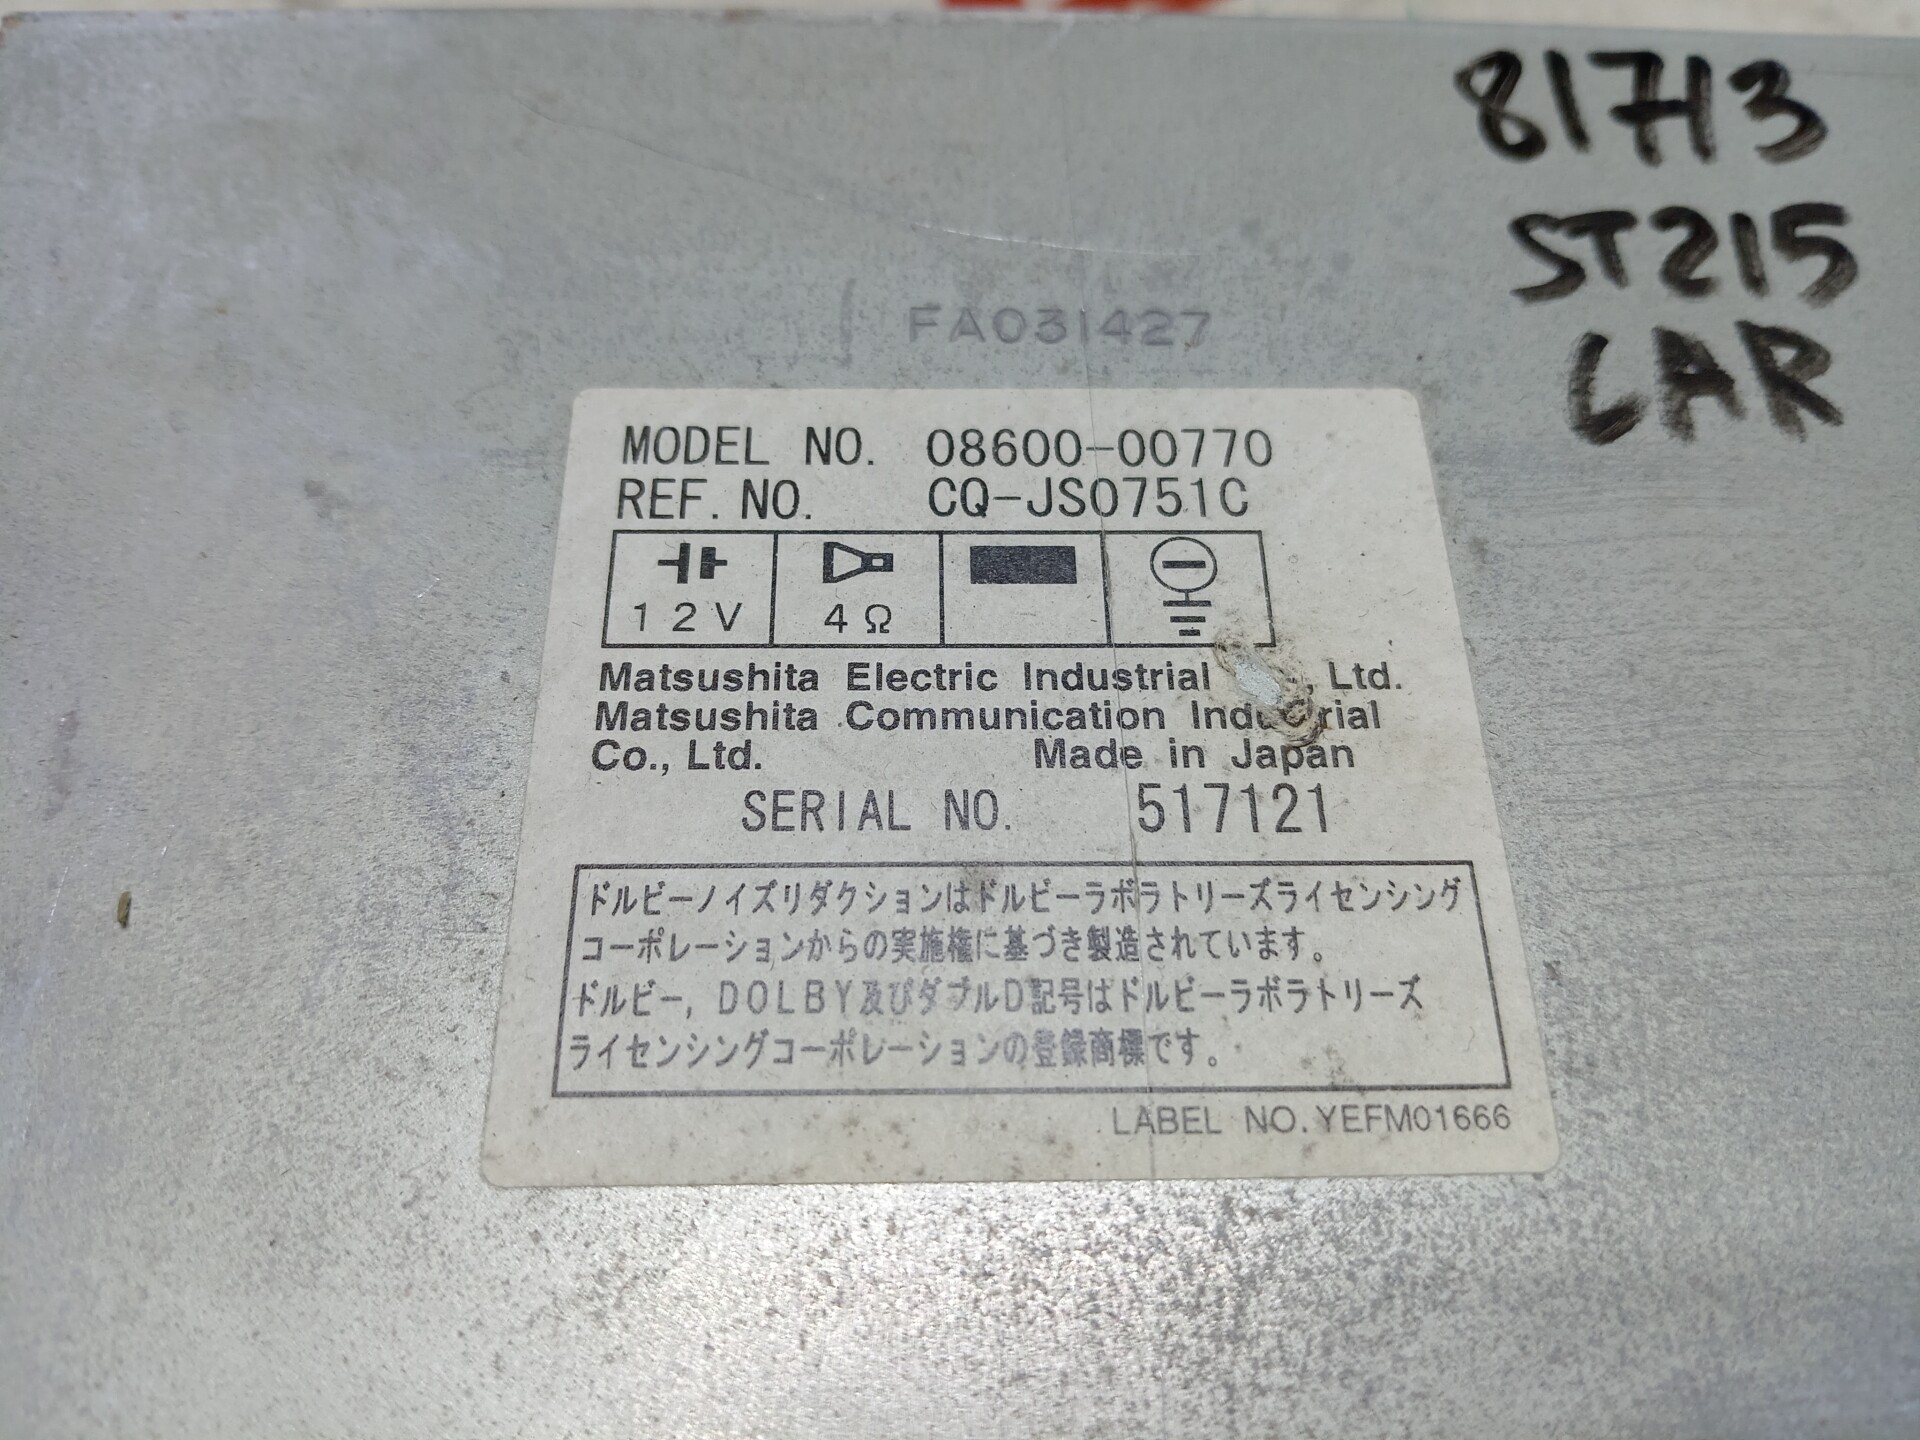 81713
ST215
LAR
FA031427
MODEL NO. 08600-00770
REF. NO. CQ-JS0751C
12V 4Ω
Matsushita Electric Industrial , Ltd.
Matsushita Communication Industrial
Co., Ltd. Made in Japan
SERIAL NO. 517121
ドルビーノイズリダクションはドルビーラボラトリーズライセンシング
コーポレーションからの実施権に基づき製造されています。
ドルビー, DOLBY及びダブルD記号はドルビーラボラトリーズ
ライセンシングコーポレーションの登録商標です。
LABEL NO. YEFM01666